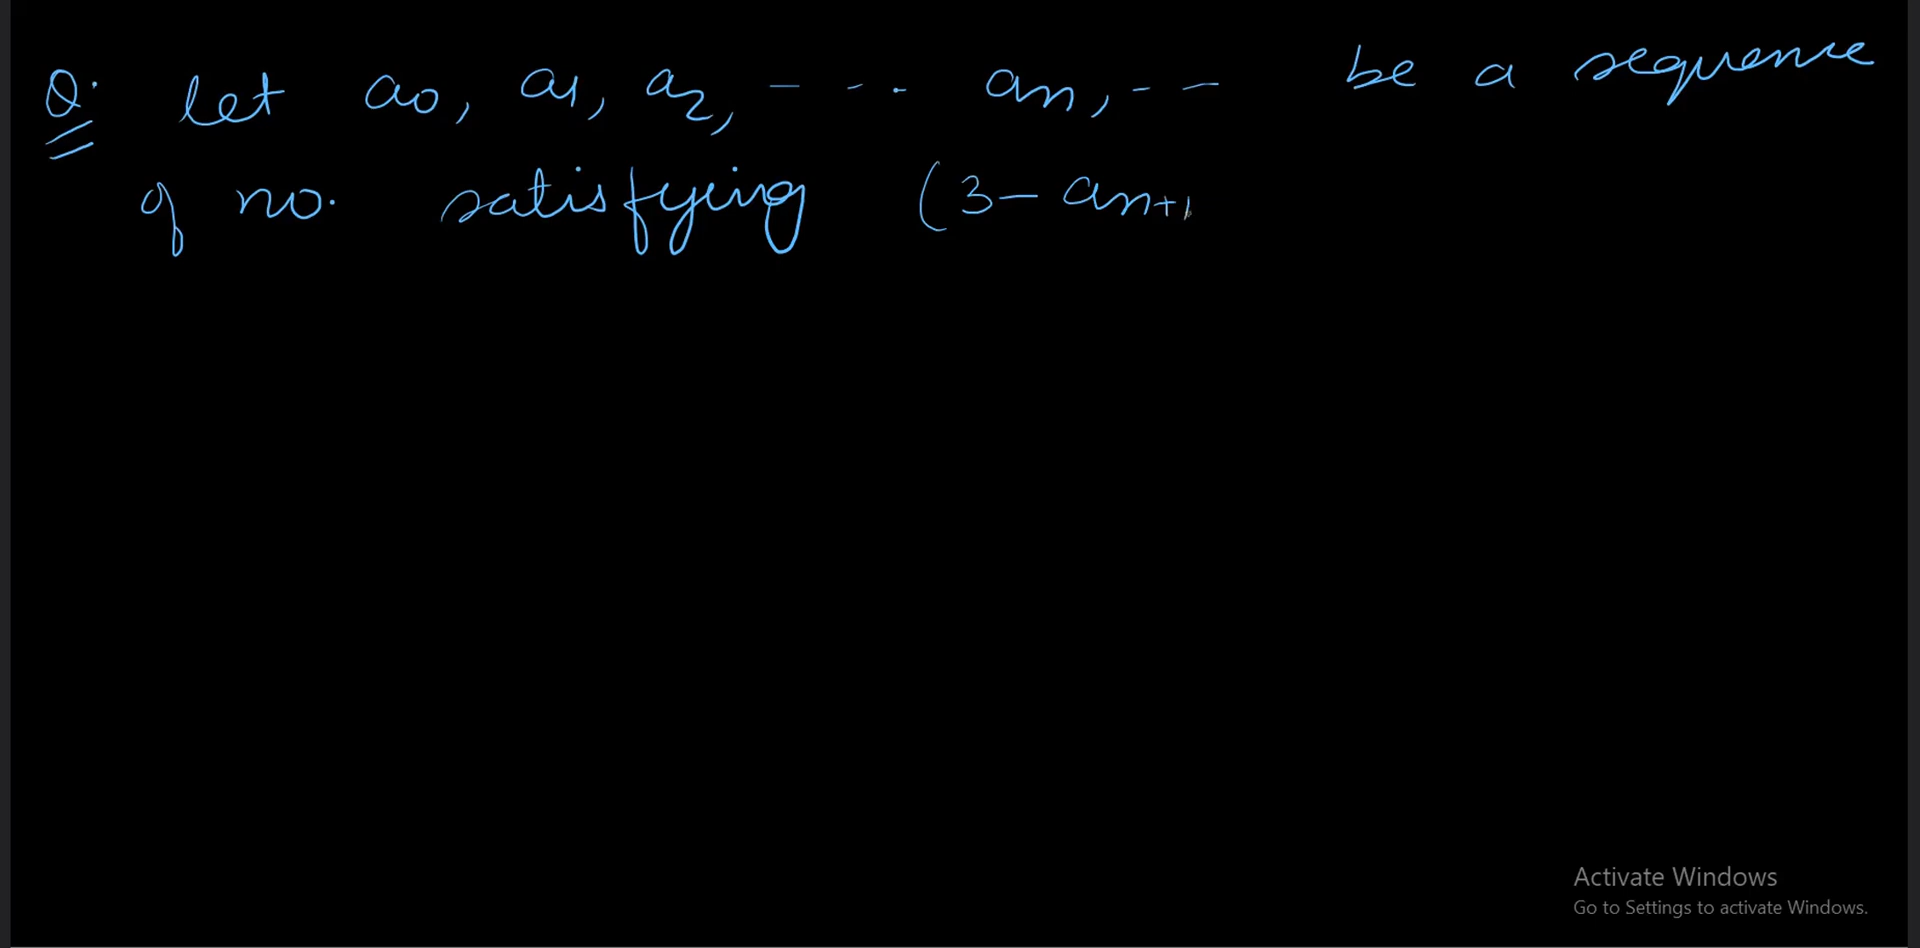 Q. let a0, a1, a2, - - - an, - - be a sequence
of no. satisfying (3 - an+1
Activate Windows
Go to Settings to activate Windows.